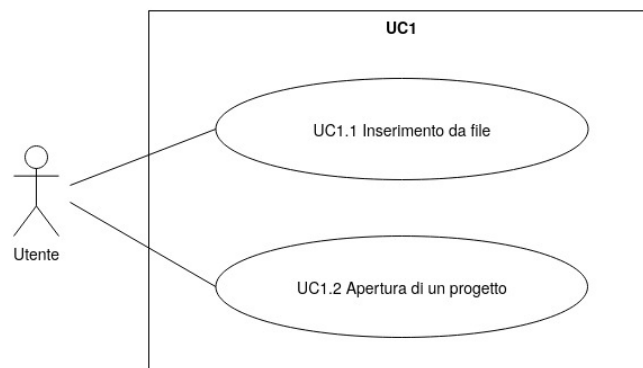 UC1
UC1.1 Inserimento da file
Utente
UC1.2 Apertura di un progetto